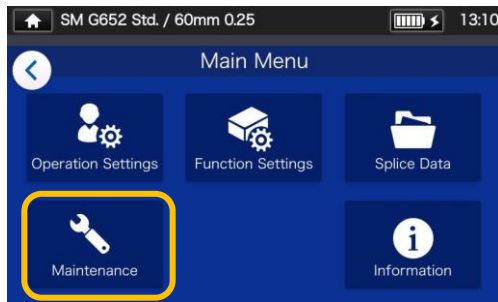 SM G652 Std. / 60mm 0.25
13:10
Main Menu
Operation Settings
Function Settings
Splice Data
Maintenance
Information